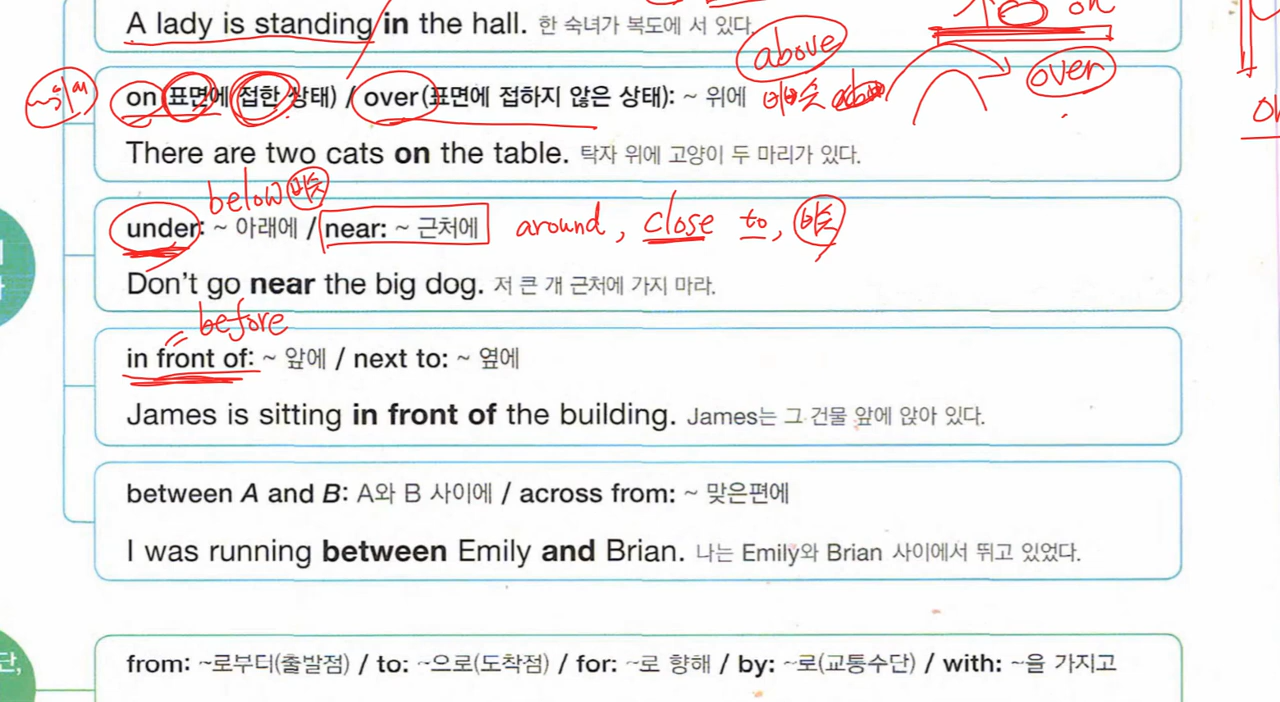 A lady is standing in the hall. 한 숙녀가 복도에 서 있다.
above
over
on
on(표면에 접한 상태) / over(표면에 접하지 않은 상태): ~ 위에 비슷
There are two cats on the table. 탁자 위에 고양이 두 마리가 있다.
below 비슷
under: ~ 아래에 / near: ~ 근처에 around, close to, 비슷
Don't go near the big dog. 저 큰 개 근처에 가지 마라.
before
in front of: ~ 앞에 / next to: ~ 옆에
James is sitting in front of the building. James는 그 건물 앞에 앉아 있다.
between A and B: A와 B 사이에 / across from: ~ 맞은편에
I was running between Emily and Brian. 나는 Emily와 Brian 사이에서 뛰고 있었다.
from: ~로부터(출발점) / to: ~으로(도착점) / for: ~로 향해 / by: ~로(교통수단) / with: ~을 가지고